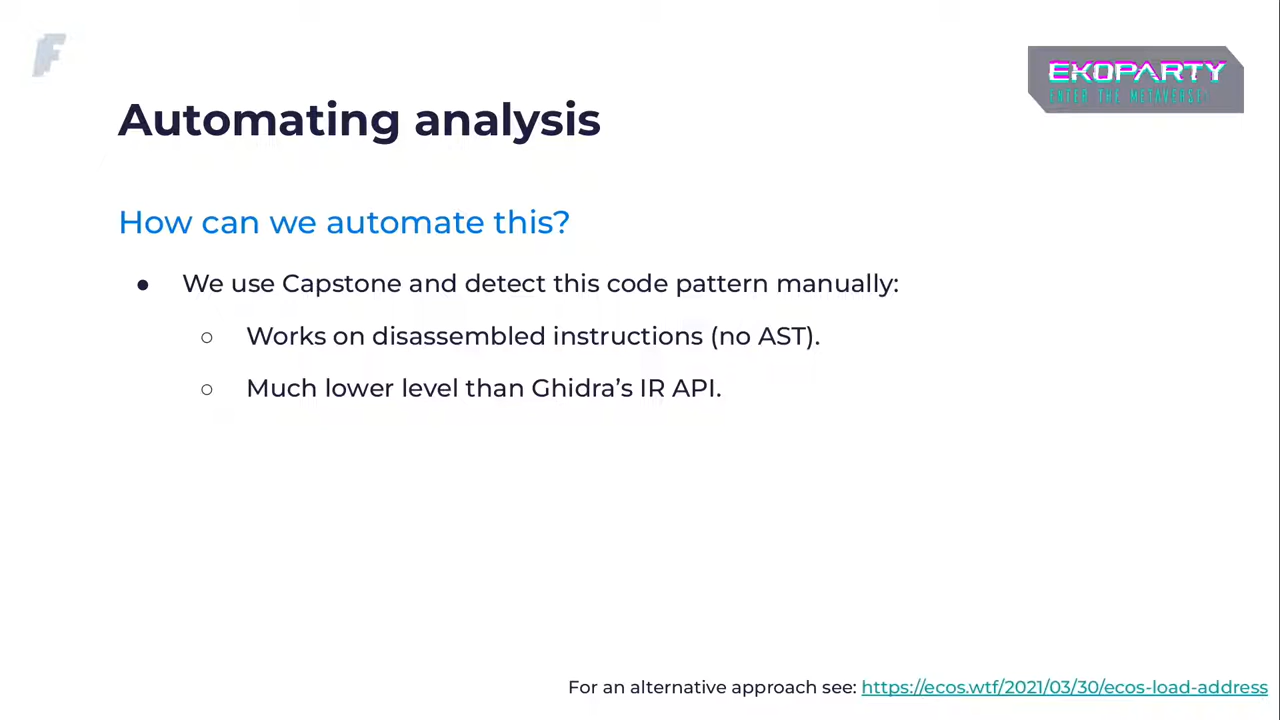 EKOPARTY
ENTER THE METAVERSE
Automating analysis
How can we automate this?
● We use Capstone and detect this code pattern manually:
○ Works on disassembled instructions (no AST).
○ Much lower level than Ghidra’s IR API.
For an alternative approach see: https://ecos.wtf/2021/03/30/ecos-load-address